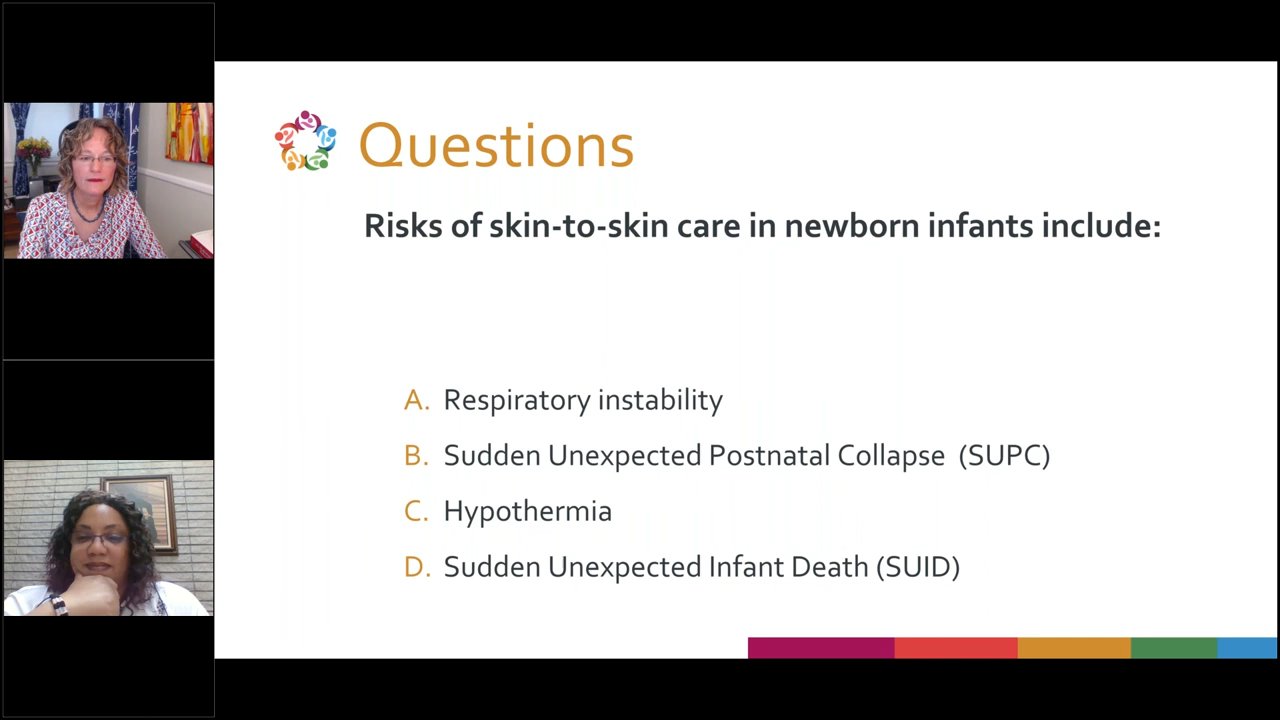 Questions
Risks of skin-to-skin care in newborn infants include:
A. Respiratory instability
B. Sudden Unexpected Postnatal Collapse (SUPC)
C. Hypothermia
D. Sudden Unexpected Infant Death (SUID)